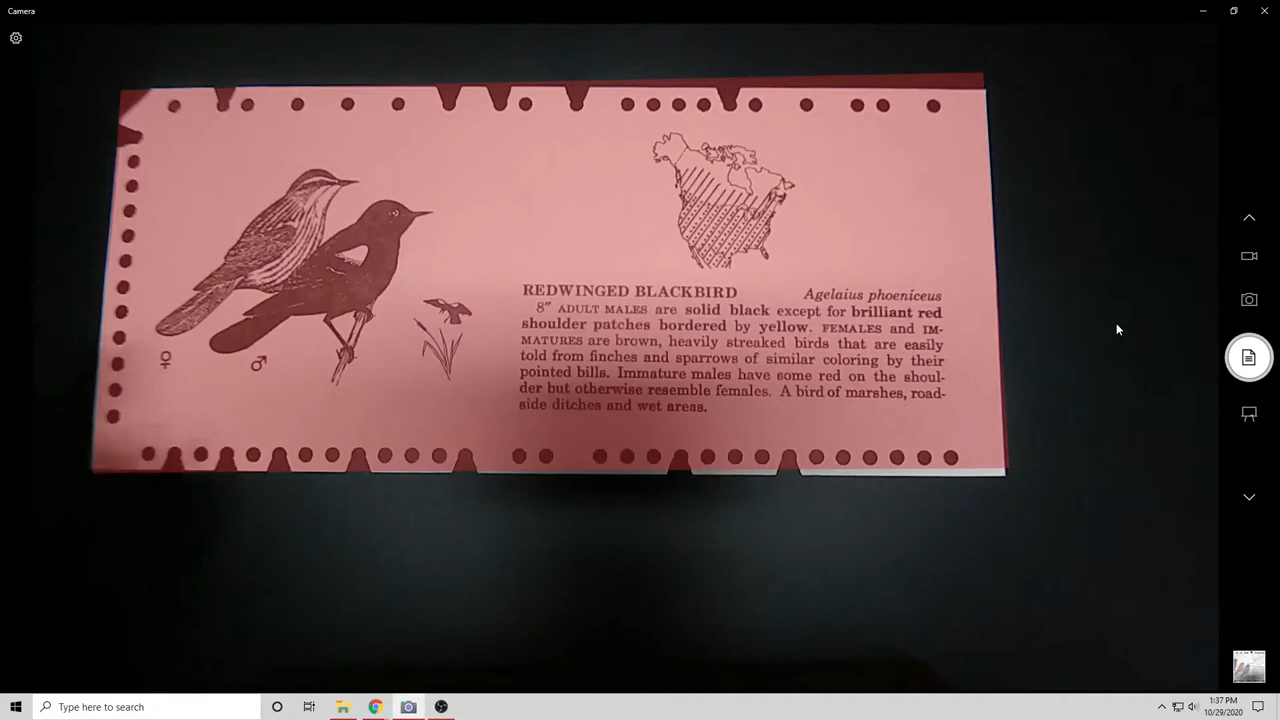 Camera
REDWINGED BLACKBIRD Agelaius phoeniceus
8" ADULT MALES are solid black except for brilliant red
shoulder patches bordered by yellow. FEMALES and IM-
MATURES are brown, heavily streaked birds that are easily
told from finches and sparrows of similar coloring by their
pointed bills. Immature males have some red on the shoul-
der but otherwise resemble females. A bird of marshes, road-
side ditches and wet areas.
♀ ♂
Type here to search
1:37 PM
10/29/2020